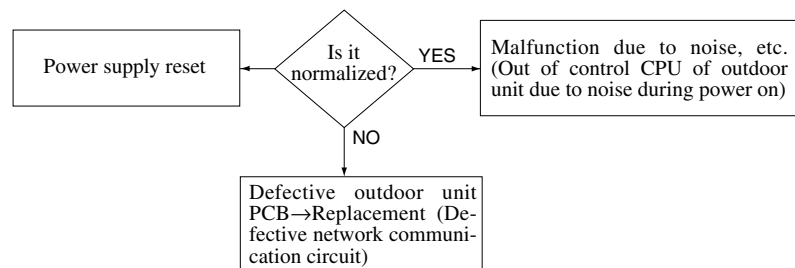 Power supply reset
Is it
normalized?
YES
Malfunction due to noise, etc.
(Out of control CPU of outdoor
unit due to noise during power on)
NO
Defective outdoor unit
PCB→Replacement (De-
fective network communi-
cation circuit)